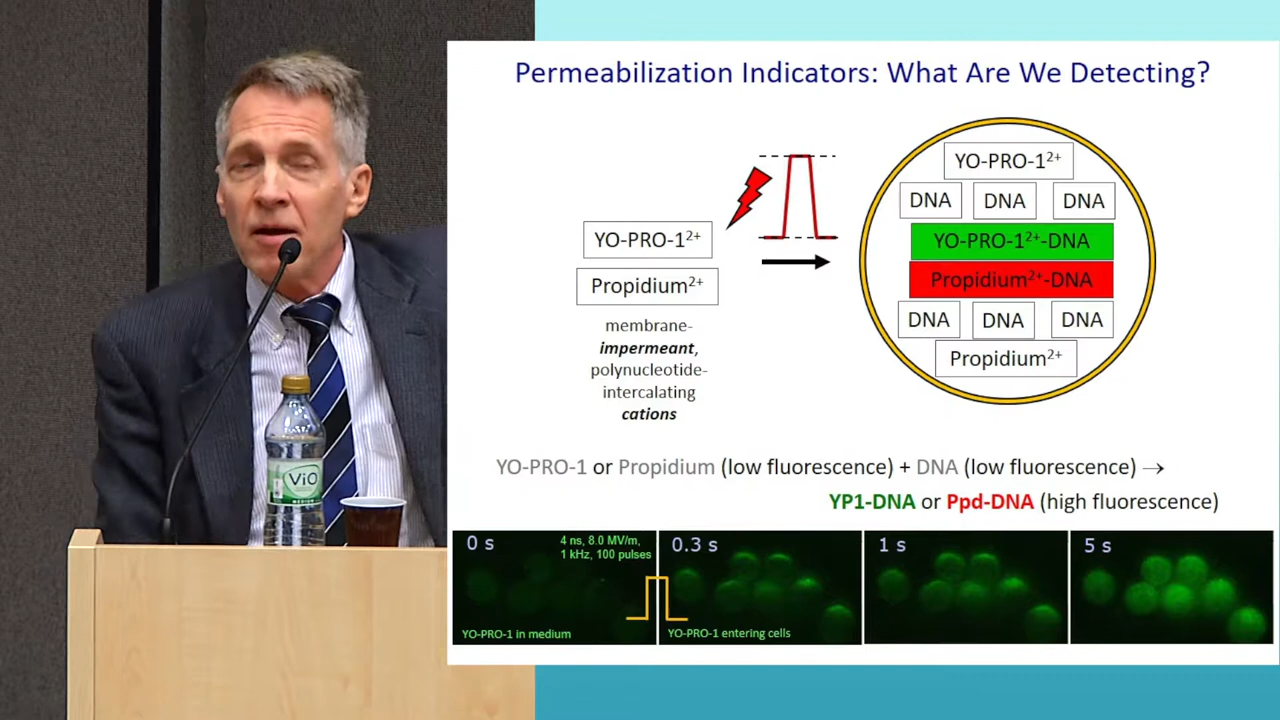 Permeabilization Indicators: What Are We Detecting?
YO-PRO-1²⁺
Propidium²⁺
membrane-
impermeant,
polynucleotide-
intercalating
cations
YO-PRO-1²⁺
DNA DNA DNA
YO-PRO-1²⁺-DNA
Propidium²⁺-DNA
DNA DNA DNA
Propidium²⁺
YO-PRO-1 or Propidium (low fluorescence) + DNA (low fluorescence) →
YP1-DNA or Ppd-DNA (high fluorescence)
0 s
4 ns, 8.0 MV/m,
1 kHz, 100 pulses
YO-PRO-1 in medium
0.3 s
YO-PRO-1 entering cells
1 s
5 s
ViO
MEDIUM